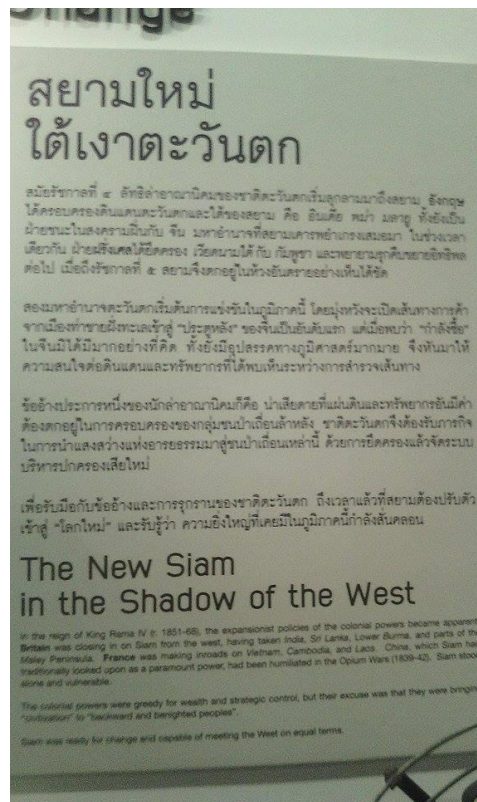 Change
สยามใหม่
ใต้เงาตะวันตก
สมัยรัชกาลที่ ๔ ลัทธิล่าอาณานิคมของชาติตะวันตกเริ่มลุกลามมาถึงสยาม อังกฤษ
ได้ครอบครองดินแดนตะวันตกและใต้ของสยาม คือ อินเดีย พม่า มลายู ทั้งยังเป็น
ฝ่ายชนะในสงครามฝิ่นกับ จีน มหาอำนาจที่สยามเคารพยำเกรงเสมอมา ในช่วงเวลา
เดียวกัน ฝ่ายฝรั่งเศสได้ยึดครอง เวียดนามใต้ กับ กัมพูชา และพยายามรุกคืบขยายอิทธิพล
ต่อไป เมื่อถึงรัชกาลที่ ๕ สยามจึงตกอยู่ในห้วงอันตรายอย่างเห็นได้ชัด
สองมหาอำนาจตะวันตกเริ่มต้นการแข่งขันในภูมิภาคนี้ โดยมุ่งหวังจะเปิดเส้นทางการค้า
จากเมืองท่าชายฝั่งทะเลเข้าสู่ "ประตูหลัง" ของจีนเป็นอันดับแรก แต่เมื่อพบว่า "กำลังซื้อ"
ในจีนมิได้มีมากอย่างที่คิด ทั้งยังมีอุปสรรคทางภูมิศาสตร์มากมาย จึงหันมาให้
ความสนใจต่อดินแดนและทรัพยากรที่ได้พบเห็นระหว่างการสำรวจเส้นทาง
ข้ออ้างประการหนึ่งของนักล่าอาณานิคมก็คือ น่าเสียดายที่แผ่นดินและทรัพยากรอันมีค่า
ต้องตกอยู่ในการครอบครองของกลุ่มชนป่าเถื่อนล้าหลัง ชาติตะวันตกจึงต้องรับภารกิจ
ในการนำแสงสว่างแห่งอารยธรรมมาสู่ชนป่าเถื่อนเหล่านี้ ด้วยการยึดครองแล้วจัดระบบ
บริหารปกครองเสียใหม่
เพื่อรับมือกับข้ออ้างและการรุกรานของชาติตะวันตก ถึงเวลาแล้วที่สยามต้องปรับตัว
เข้าสู่ "โลกใหม่" และรับรู้ว่า ความยิ่งใหญ่ที่เคยมีในภูมิภาคนี้กำลังสั่นคลอน
The New Siam
in the Shadow of the West
In the reign of King Rama IV (r. 1851-68), the expansionist policies of the colonial powers became apparent
Britain was closing in on Siam from the west, having taken India, Sri Lanka, Lower Burma, and parts of the
Malay Peninsula. France was making inroads on Vietnam, Cambodia, and Laos. China, which Siam had
traditionally looked upon as a paramount power, had been humiliated in the Opium Wars (1839-42). Siam stood
alone and vulnerable.
The colonial powers were greedy for wealth and strategic control, but their excuse was that they were bringing
"civilization" to "backward and benighted peoples".
Siam was ready for change and capable of meeting the West on equal terms.